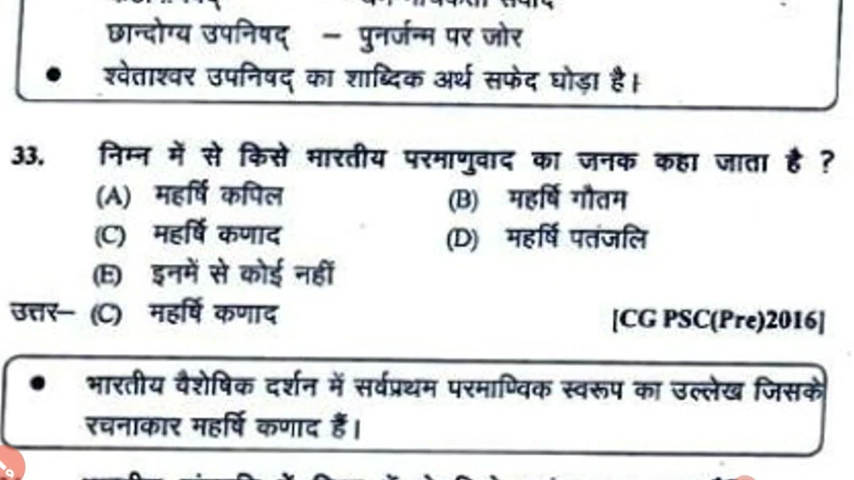 छान्दोग्य उपनिषद् – पुनर्जन्म पर जोर
• श्वेताश्वर उपनिषद् का शाब्दिक अर्थ सफेद घोड़ा है।
33. निम्न में से किसे भारतीय परमाणुवाद का जनक कहा जाता है ?
(A) महर्षि कपिल (B) महर्षि गौतम
(C) महर्षि कणाद (D) महर्षि पतंजलि
(E) इनमें से कोई नहीं
उत्तर– (C) महर्षि कणाद [CG PSC(Pre)2016]
• भारतीय वैशेषिक दर्शन में सर्वप्रथम परमाण्विक स्वरूप का उल्लेख जिसके
रचनाकार महर्षि कणाद हैं।